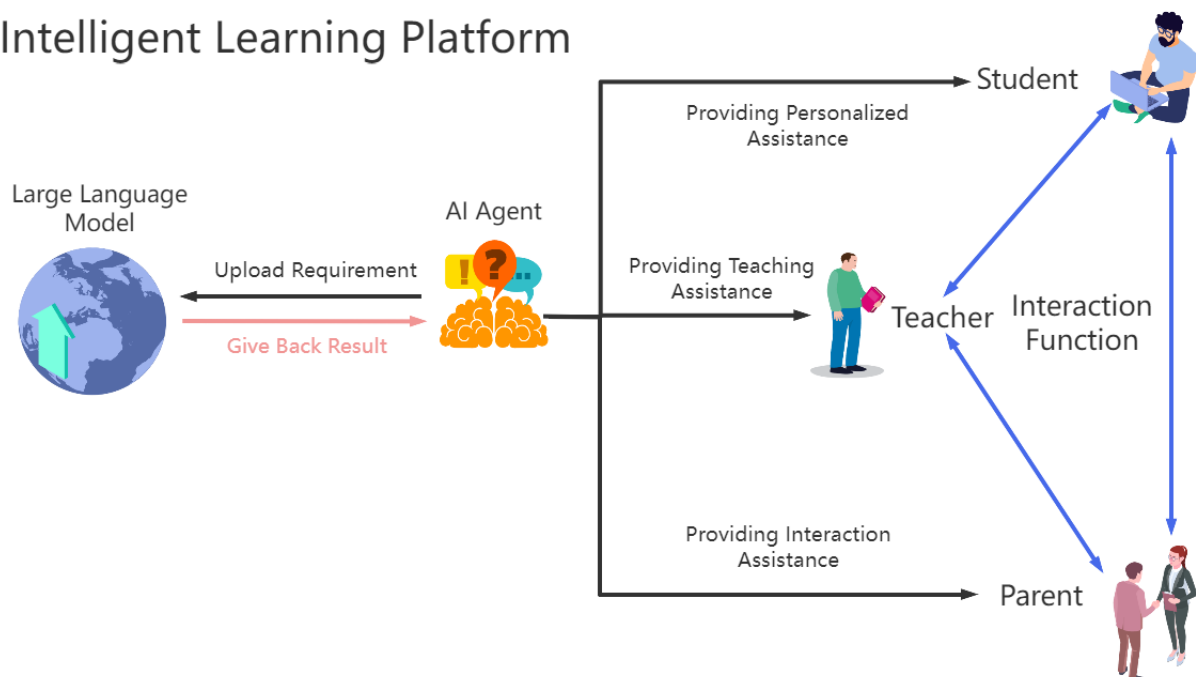 Intelligent Learning Platform
Student
Providing Personalized
Assistance
Large Language
Model
AI Agent
Upload Requirement
Give Back Result
Providing Teaching
Assistance
Teacher
Interaction
Function
Providing Interaction
Assistance
Parent